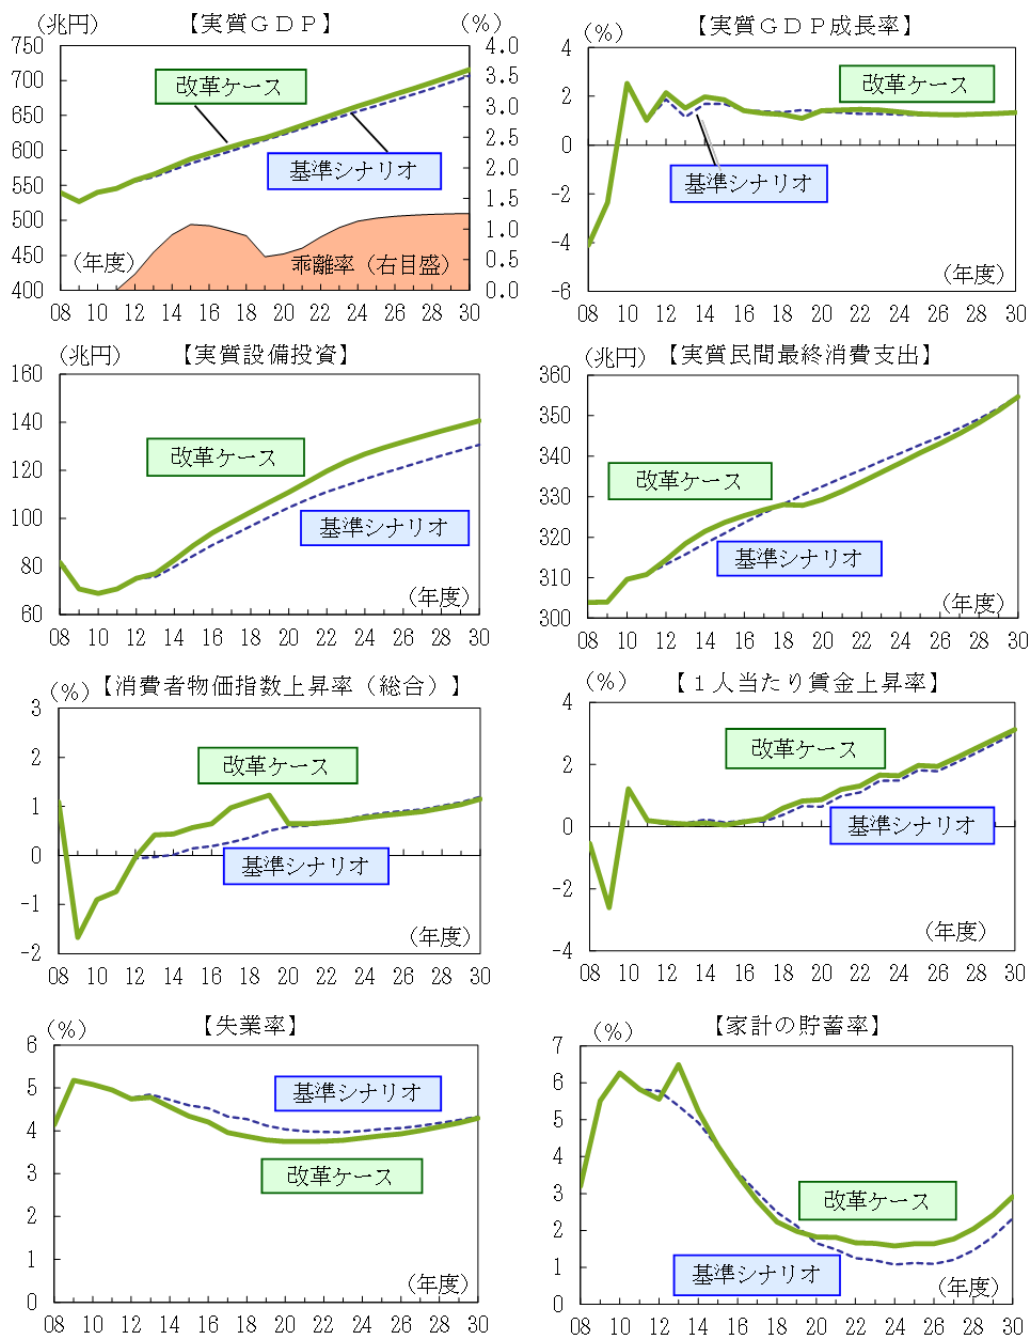 (兆円)
【実質ＧＤＰ】
(%)
750
700
650
600
550
500
450
400
4.0
3.5
3.0
2.5
2.0
1.5
1.0
0.5
0.0
改革ケース
基準シナリオ
乖離率（右目盛）
(年度)
08 10 12 14 16 18 20 22 24 26 28 30
(%)
【実質ＧＤＰ成長率】
4
2
0
-2
-4
-6
改革ケース
基準シナリオ
(年度)
08 10 12 14 16 18 20 22 24 26 28 30
(兆円)
【実質設備投資】
160
140
120
100
80
60
改革ケース
基準シナリオ
(年度)
08 10 12 14 16 18 20 22 24 26 28 30
(兆円)
【実質民間最終消費支出】
360
350
340
330
320
310
300
改革ケース
基準シナリオ
(年度)
08 10 12 14 16 18 20 22 24 26 28 30
(%)
【消費者物価指数上昇率（総合）】
3
2
1
0
-1
-2
改革ケース
基準シナリオ
(年度)
08 10 12 14 16 18 20 22 24 26 28 30
(%)
【１人当たり賃金上昇率】
4
2
0
-2
-4
改革ケース
基準シナリオ
(年度)
08 10 12 14 16 18 20 22 24 26 28 30
(%)
【失業率】
6
5
4
3
2
1
0
基準シナリオ
改革ケース
(年度)
08 10 12 14 16 18 20 22 24 26 28 30
(%)
【家計の貯蓄率】
7
6
5
4
3
2
1
0
改革ケース
基準シナリオ
(年度)
08 10 12 14 16 18 20 22 24 26 28 30